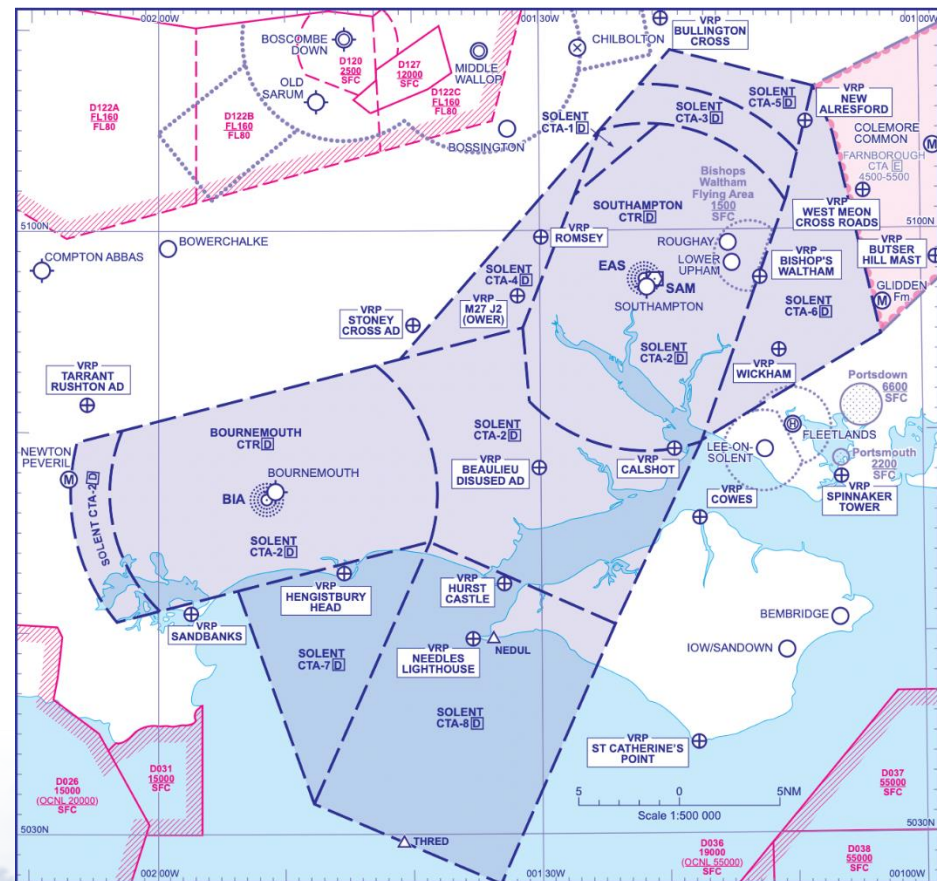 002 00W
001 30W
001 00W
BOSCOMBE
DOWN
D120
2500
SFC
D127
12000
SFC
MIDDLE
WALLOP
CHILBOLTON
VRP
BULLINGTON
CROSS
D122A
FL160
FL80
D122B
FL160
FL80
OLD
SARUM
D122C
FL160
FL80
BOSSINGTON
SOLENT
CTA-1 D
SOLENT
CTA-3 D
SOLENT
CTA-5 D
VRP
NEW
ALRESFORD
COLEMORE
COMMON
M
FARNBOROUGH
CTA E
4500-5500
Bishops
Waltham
Flying Area
1500
SFC
5100N
5100N
BOWERCHALKE
COMPTON ABBAS
VRP
ROMSEY
SOUTHAMPTON
CTR D
ROUGHAY
LOWER
UPHAM
VRP
WEST MEON
CROSS ROADS
VRP
BUTSER
HILL MAST
VRP
BISHOP'S
WALTHAM
EAS
SAM
SOUTHAMPTON
SOLENT
CTA-4 D
VRP
M27 J2
(OWER)
VRP
STONEY
CROSS AD
GLIDDEN
Fm
M
SOLENT
CTA-6 D
SOLENT
CTA-2 D
VRP
WICKHAM
VRP
TARRANT
RUSHTON AD
Portsdown
6600
SFC
BOURNEMOUTH
CTR D
SOLENT
CTA-2 D
NEWTON
PEVERIL
M
SOLENT CTA-2 D
BOURNEMOUTH
BIA
VRP
BEAULIEU
DISUSED AD
VRP
CALSHOT
LEE-ON-
SOLENT
H
FLEETLANDS
Portsmouth
2200
SFC
VRP
SPINNAKER
TOWER
VRP
COWES
SOLENT
CTA-2 D
VRP
HENGISTBURY
HEAD
VRP
HURST
CASTLE
VRP
SANDBANKS
SOLENT
CTA-7 D
VRP
NEEDLES
LIGHTHOUSE
NEDUL
BEMBRIDGE
IOW/SANDOWN
SOLENT
CTA-8 D
VRP
ST CATHERINE'S
POINT
D026
15000
(OCNL 20000)
SFC
D031
15000
SFC
D037
55000
SFC
5 0 5NM
Scale 1:500 000
5030N
5030N
THRED
D036
19000
(OCNL 55000)
SFC
D038
55000
SFC
002 00W
001 30W
001 00W